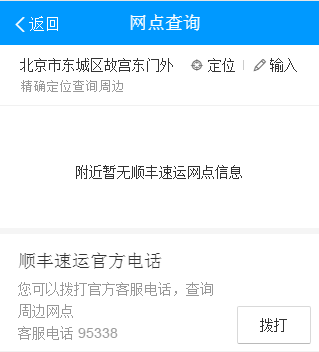 返回 网点查询
北京市东城区故宫东门外 定位 输入
精确定位查询周边
附近暂无顺丰速运网点信息
顺丰速运官方电话
您可以拨打官方客服电话，查询
周边网点
客服电话 95338
拨打